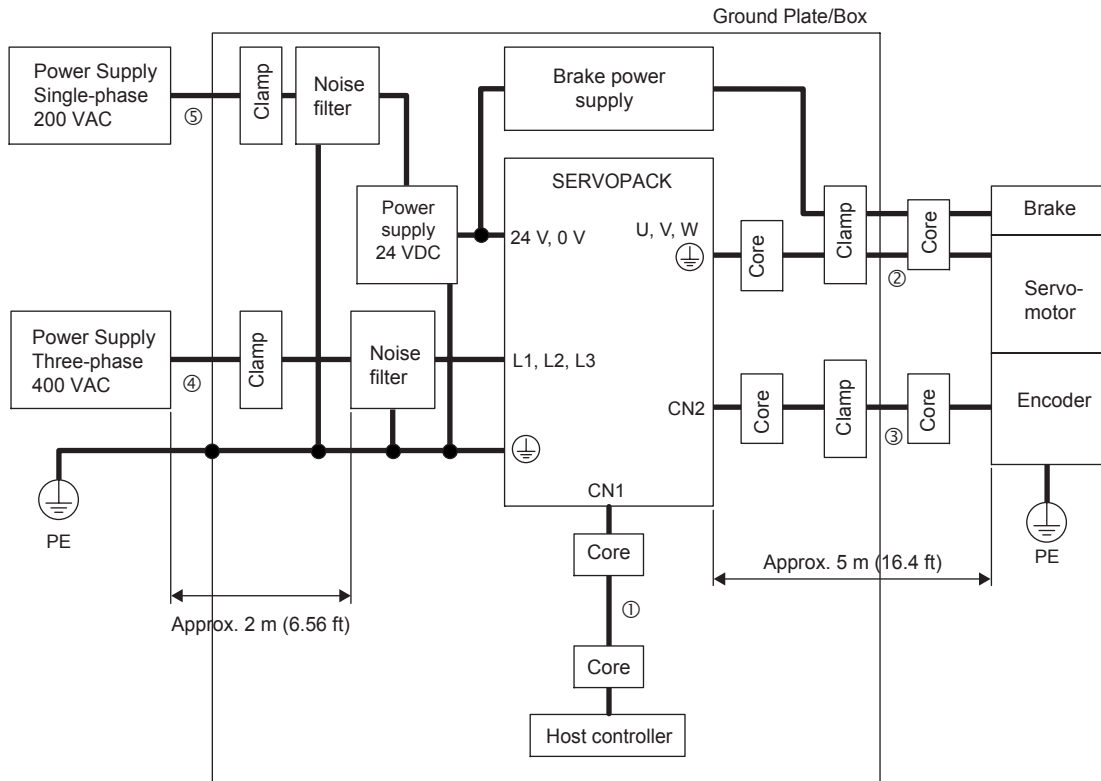 Ground Plate/Box
Power Supply
Single-phase
200 VAC
⑤
Clamp
Noise
filter
Brake power
supply
SERVOPACK
Power
supply
24 VDC
24 V, 0 V
U, V, W
Core
Clamp
Core
②
Brake
Servo-
motor
Power Supply
Three-phase
400 VAC
④
Clamp
Noise
filter
L1, L2, L3
CN2
Core
Clamp
③
Core
Encoder
PE
CN1
Core
①
Core
Host controller
Approx. 2 m (6.56 ft)
Approx. 5 m (16.4 ft)
PE